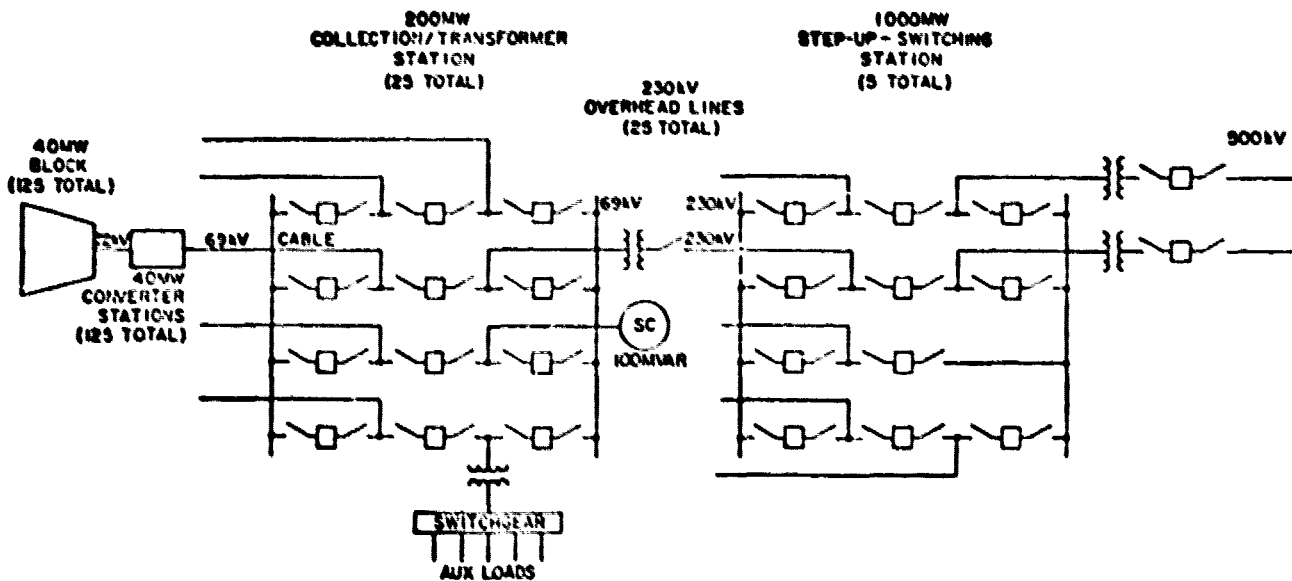 200MW
COLLECTION/TRANSFORMER
STATION
(25 TOTAL)
1000MW
STEP-UP - SWITCHING
STATION
(5 TOTAL)
230kV
OVERHEAD LINES
(25 TOTAL)
500kV
40MW
BLOCK
(125 TOTAL)
69kV
230kV
69kV
CABLE
230kV
40MW
CONVERTER
STATIONS
(125 TOTAL)
SC
100MVAR
SWITCHGEAR
AUX LOADS